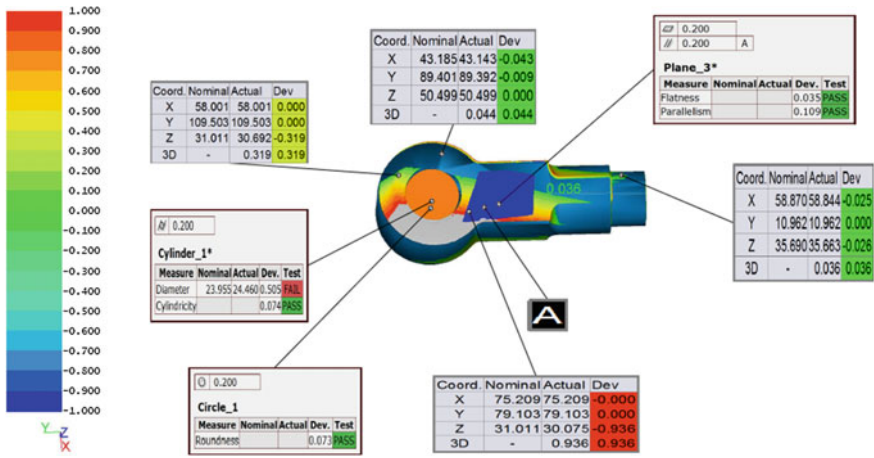 1.000
0.900
0.800
0.700
0.600
0.500
0.400
0.300
0.200
0.100
0.000
-0.100
-0.200
-0.300
-0.400
-0.500
-0.600
-0.700
-0.800
-0.900
-1.000
Y Z
X
Coord. Nominal Actual Dev
X 58.001 58.001 0.000
Y 109.503 109.503 0.000
Z 31.011 30.692 -0.319
3D - 0.319 0.319
Coord. Nominal Actual Dev
X 43.185 43.143 -0.043
Y 89.401 89.392 -0.009
Z 50.499 50.499 0.000
3D - 0.044 0.044
0.200
0.200 A
Plane_3*
Measure Nominal Actual Dev. Test
Flatness 0.035 PASS
Parallelism 0.109 PASS
0.036
Coord. Nominal Actual Dev
X 58.870 58.844 -0.025
Y 10.962 10.962 0.000
Z 35.690 35.663 -0.026
3D - 0.036 0.036
0.200
Cylinder_1*
Measure Nominal Actual Dev. Test
Diameter 23.955 24.460 0.505 FAIL
Cylindricity 0.074 PASS
A
0.200
Circle_1
Measure Nominal Actual Dev. Test
Roundness 0.073 PASS
Coord. Nominal Actual Dev
X 75.209 75.209 -0.000
Y 79.103 79.103 0.000
Z 31.011 30.075 -0.936
3D - 0.936 0.936